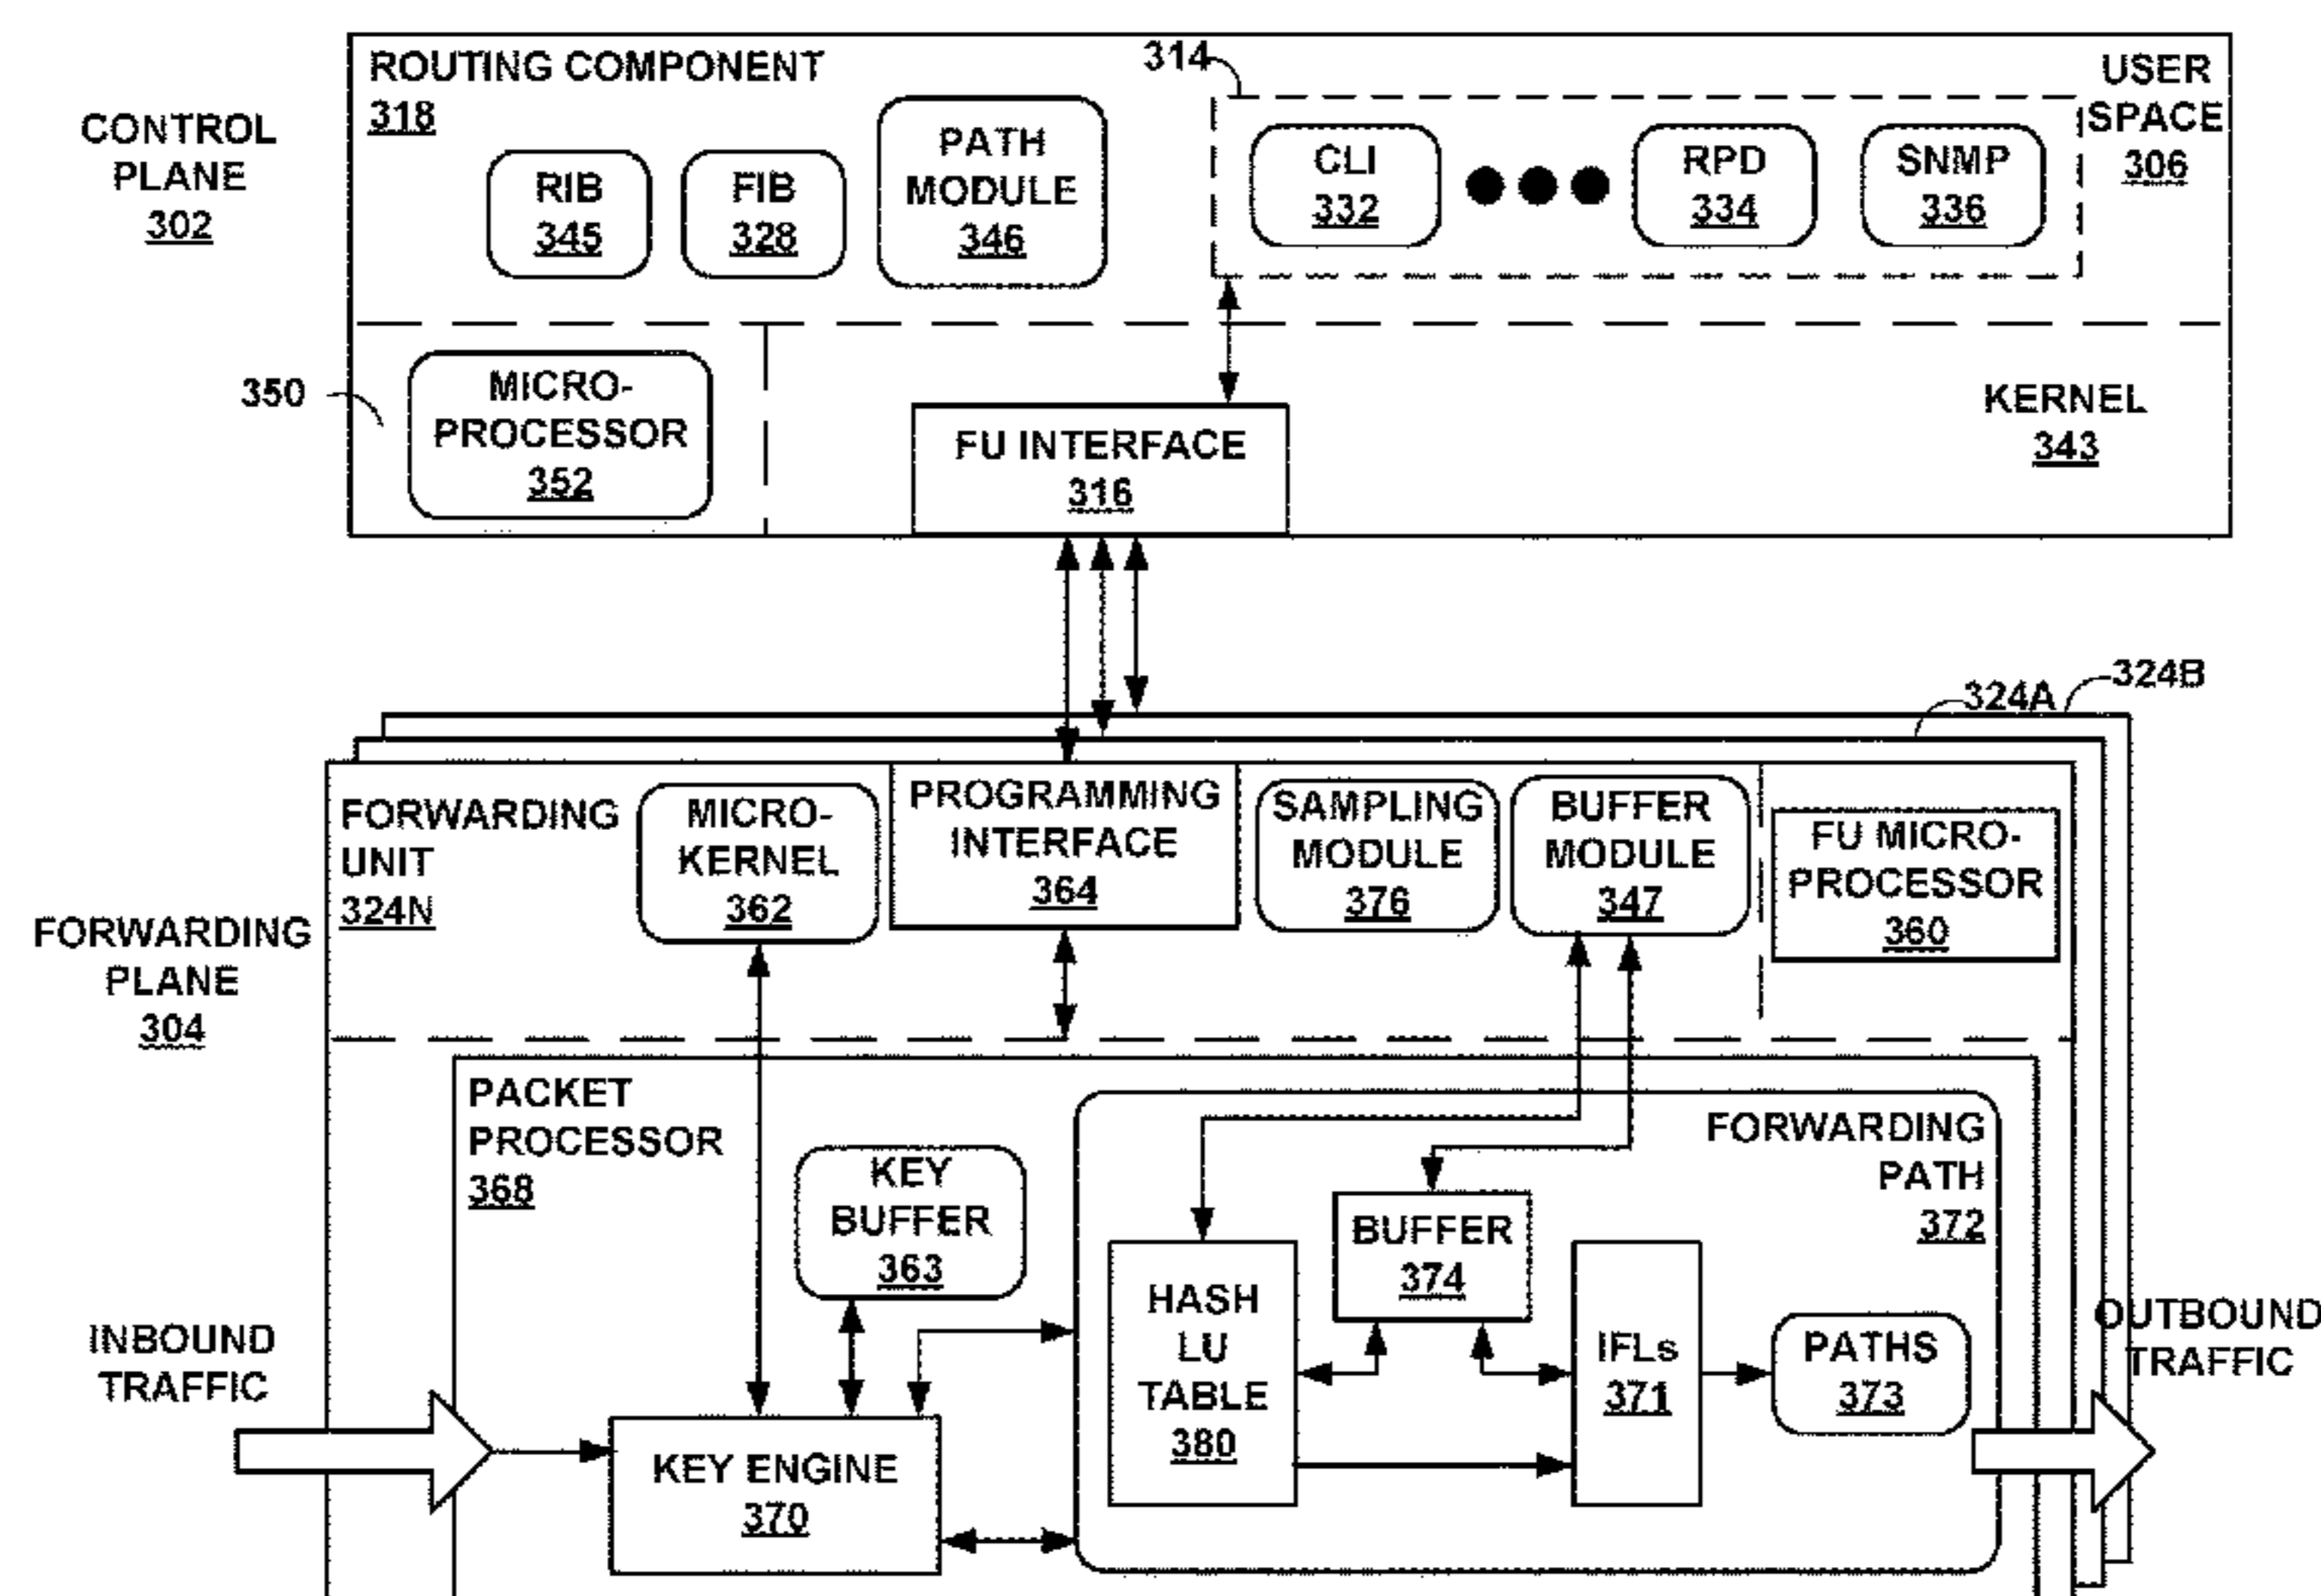 ROUTING COMPONENT
318
314
USER
SPACE
306
CONTROL
PLANE
302
PATH
MODULE
346
RIB
345
FIB
328
CLI
332
RPD
334
SNMP
336
350
MICRO-
PROCESSOR
352
FU INTERFACE
316
KERNEL
343
324B
324A
FORWARDING
UNIT
324N
MICRO-
KERNEL
362
PROGRAMMING
INTERFACE
364
SAMPLING
MODULE
376
BUFFER
MODULE
347
FU MICRO-
PROCESSOR
360
FORWARDING
PLANE
304
PACKET
PROCESSOR
368
KEY
BUFFER
363
FORWARDING
PATH
372
BUFFER
374
HASH
LU
TABLE
380
IFLs
371
PATHS
373
INBOUND
TRAFFIC
KEY ENGINE
370
OUTBOUND
TRAFFIC